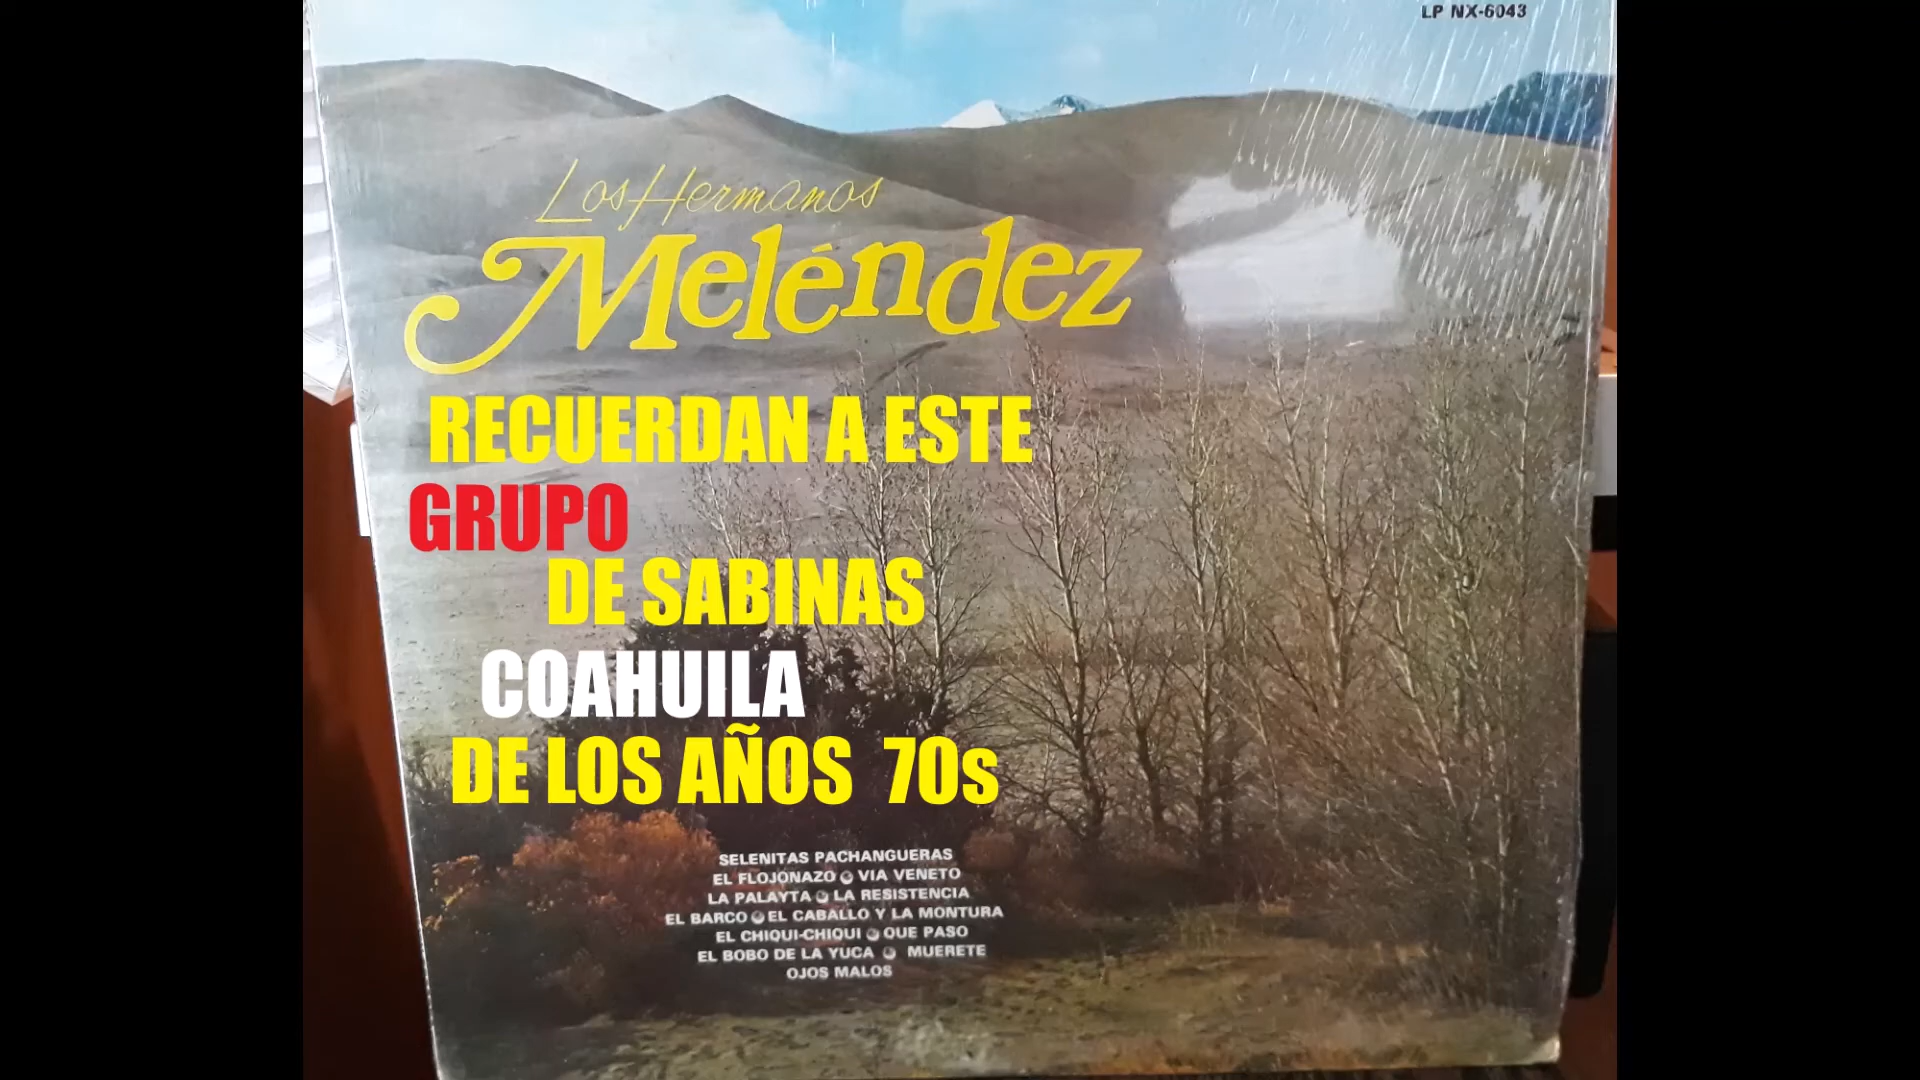 LP NX-6043
Los Hermanos
Meléndez
RECUERDAN A ESTE
GRUPO
DE SABINAS
COAHUILA
DE LOS AÑOS 70s
SELENITAS PACHANGUERAS
EL FLOJONAZO VIA VENETO
LA PALAYTA LA RESISTENCIA
EL BARCO EL CABALLO Y LA MONTURA
EL CHIQUI-CHIQUI QUE PASO
EL BOBO DE LA YUCA MUERETE
OJOS MALOS